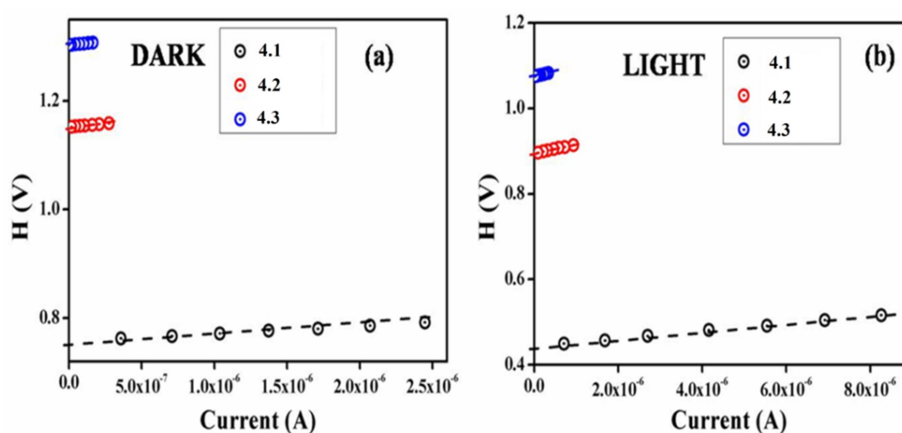 DARK
(a)
4.1
4.2
4.3
H (V)
1.2
1.0
0.8
0.0
5.0x10⁻⁷
1.0x10⁻⁶
1.5x10⁻⁶
2.0x10⁻⁶
2.5x10⁻⁶
Current (A)
LIGHT
(b)
4.1
4.2
4.3
H (V)
1.2
1.0
0.8
0.6
0.4
0.0
2.0x10⁻⁶
4.0x10⁻⁶
6.0x10⁻⁶
8.0x10⁻⁶
Current (A)